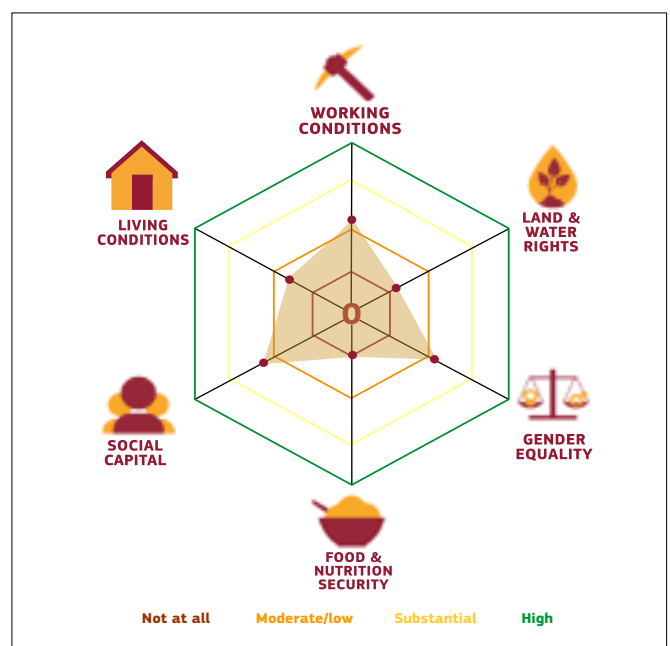 WORKING
CONDITIONS
LIVING
CONDITIONS
LAND &
WATER
RIGHTS
0
SOCIAL
CAPITAL
GENDER
EQUALITY
FOOD &
NUTRITION
SECURITY
Not at all Moderate/low Substantial High